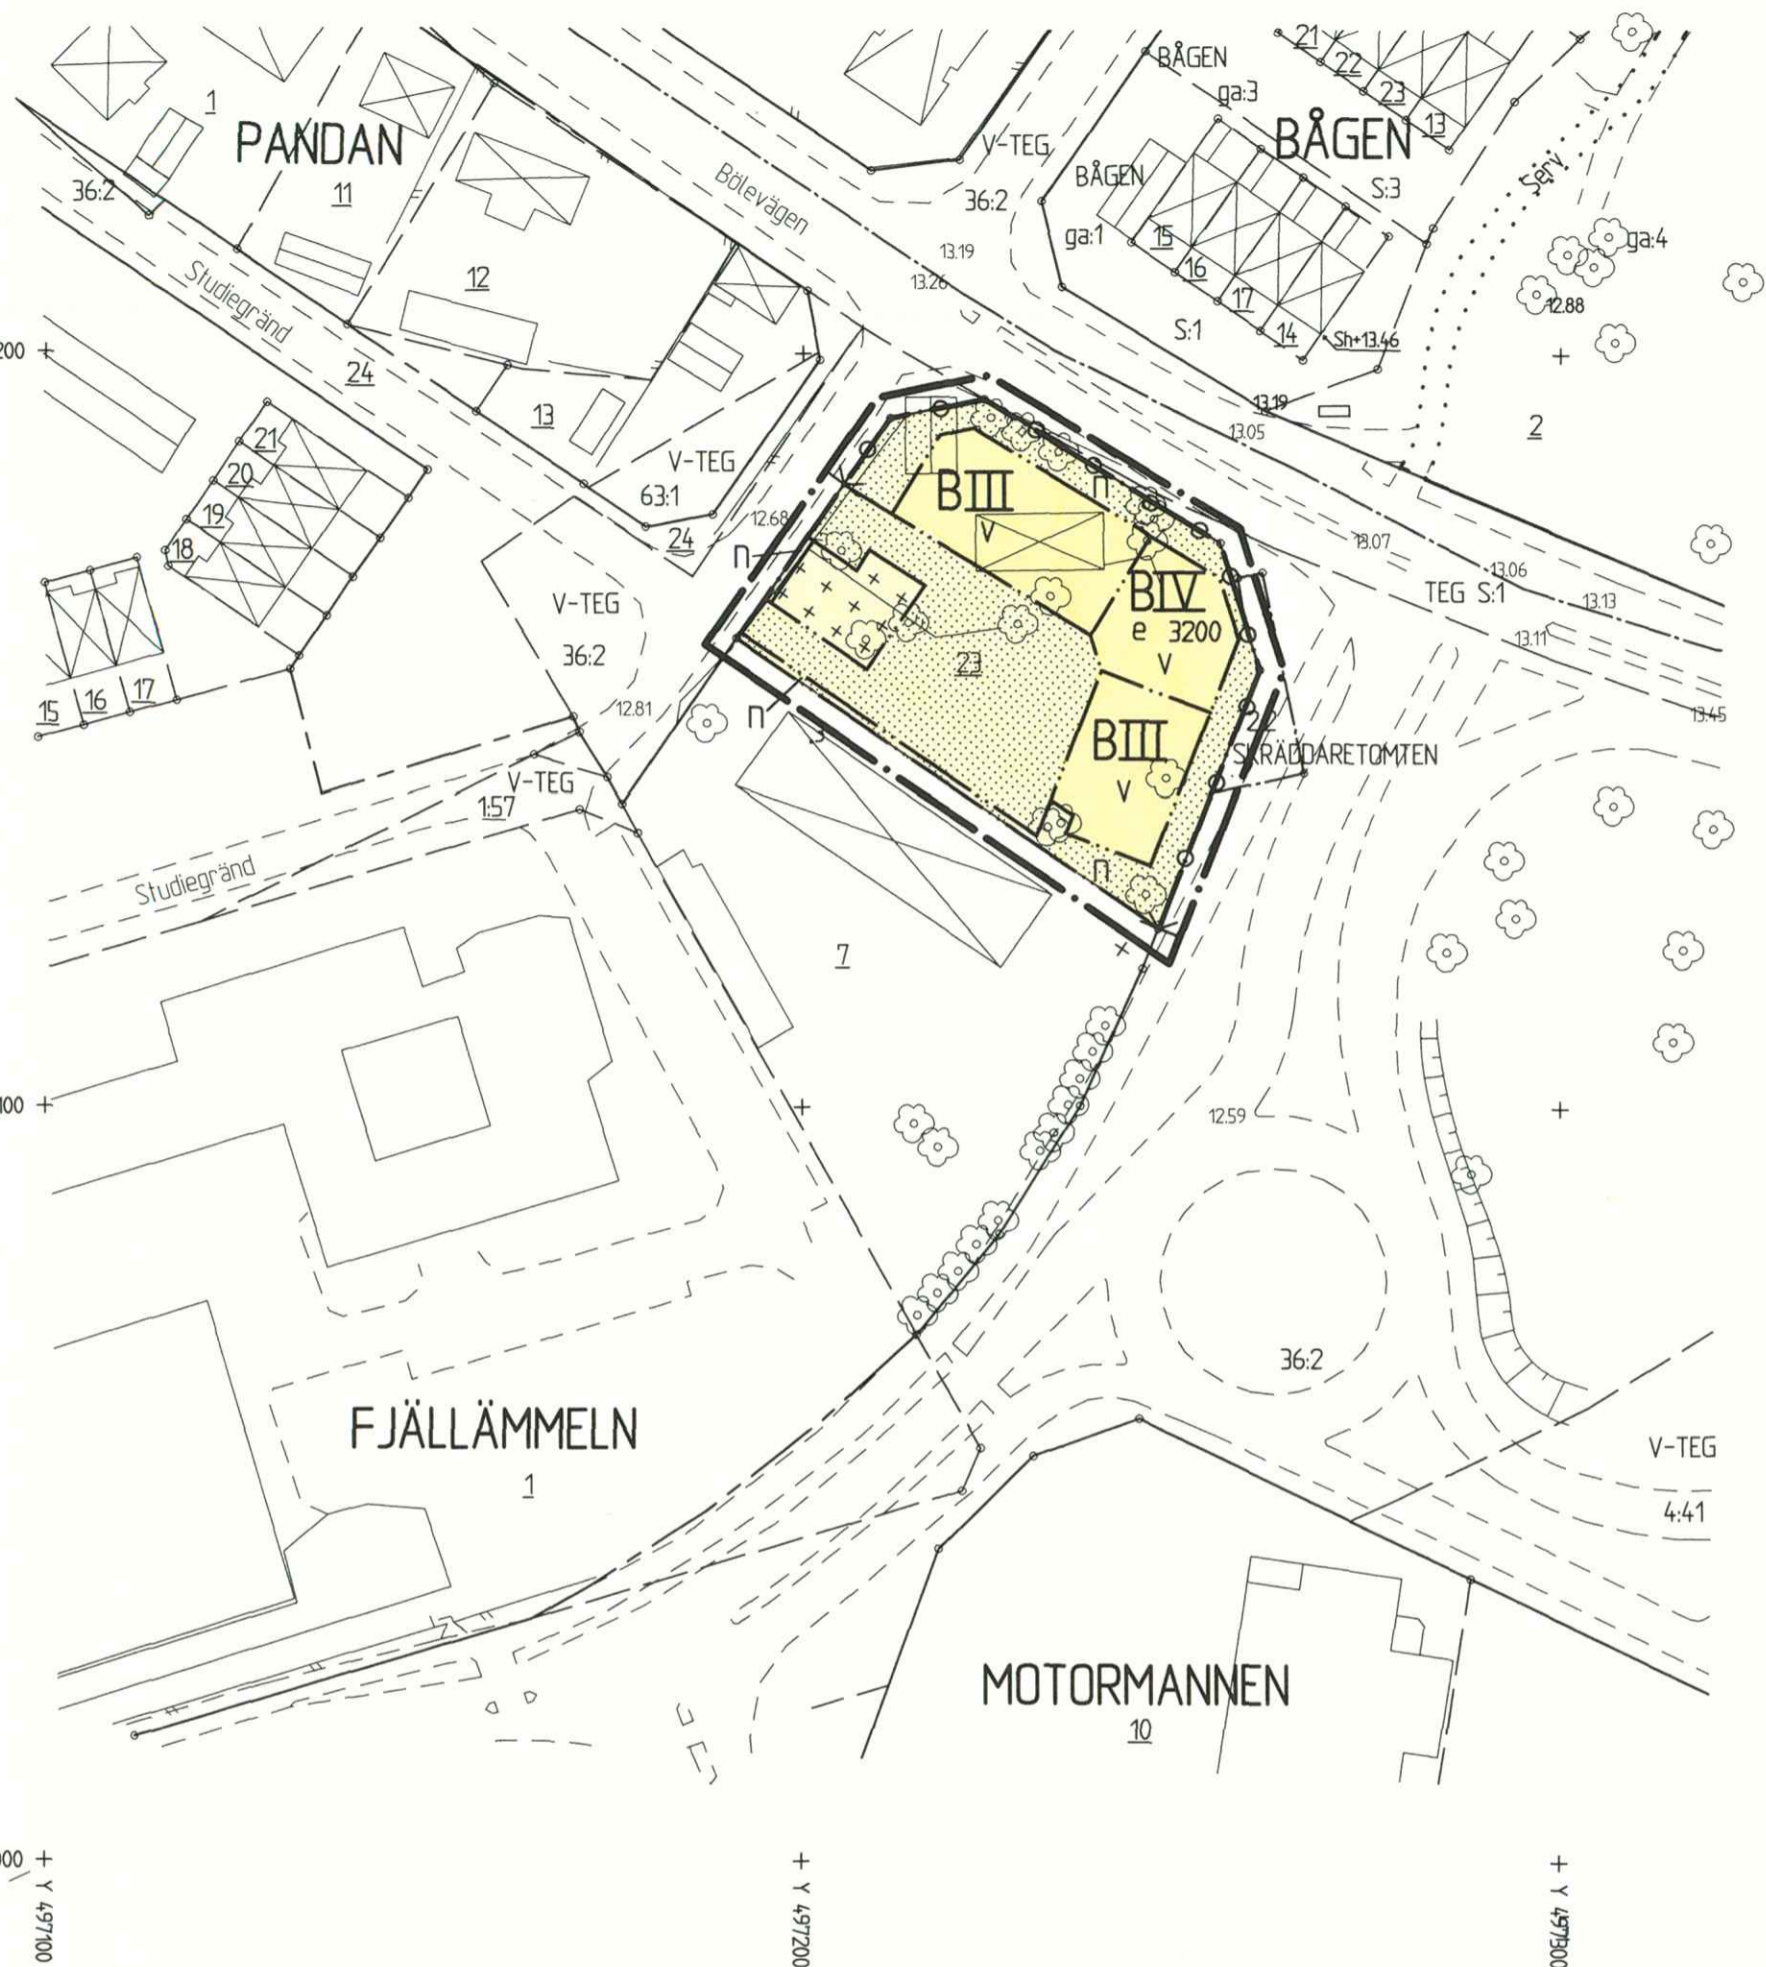 21
22
23
13
BÅGEN
ga:3
BÅGEN
1
PANDAN
V-TEG
36:2
11
Bölevägen
36:2
BÅGEN
S:3
Serv.
ga:1
15
16
17
14
ga:4
13.19
13.26
12
Studiegränd
12.88
S:1
Sh+13.46
200
24
13
13.19
13.05
2
21
20
19
18
V-TEG
63:1
24
12.68
BIII
v
n
n
13.07
13.06
13.13
TEG S:1
13.11
BIV
e 3200
v
V-TEG
36:2
23
15
16
17
12.81
n
BIII
v
22
SKRÄDDARETOMTEN
13.45
V-TEG
1:57
Studiegränd
n
7
100
12.59
36:2
FJÄLLÄMMELN
1
V-TEG
4:41
MOTORMANNEN
10
Y 497100
Y 497200